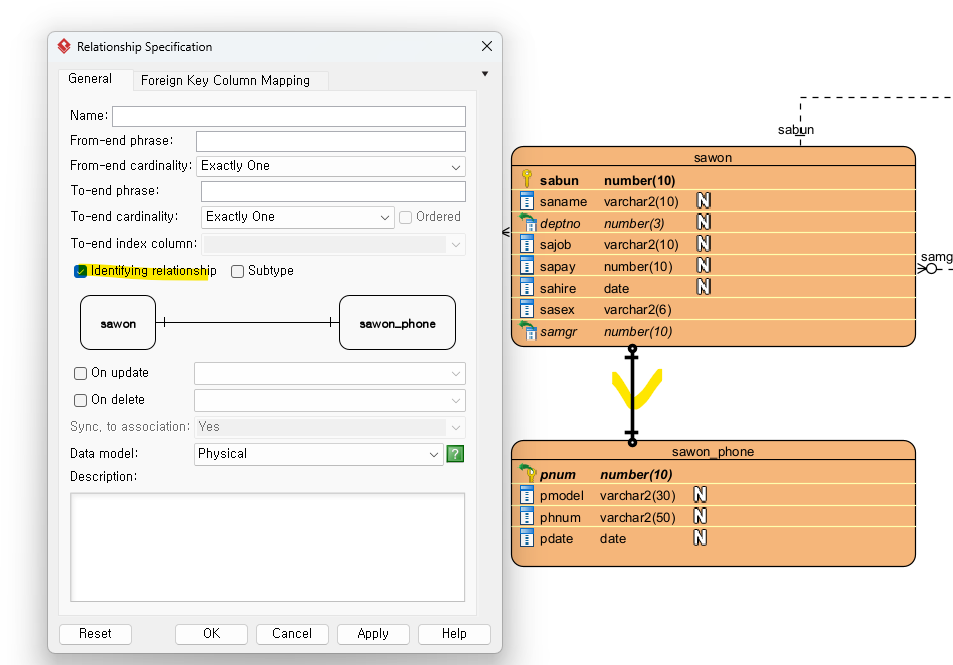 Relationship Specification
General
Foreign Key Column Mapping
Name:
From-end phrase:
From-end cardinality: Exactly One
To-end phrase:
To-end cardinality: Exactly One Ordered
To-end index column:
Identifying relationship Subtype
sawon sawon_phone
On update
On delete
Sync. to association: Yes
Data model: Physical ?
Description:
Reset OK Cancel Apply Help
sabun
sawon
sabun number(10)
saname varchar2(10) N
deptno number(3) N
sajob varchar2(10) N
sapay number(10) N
sahire date N
sasex varchar2(6)
samgr number(10)
samg
sawon_phone
pnum number(10)
pmodel varchar2(30) N
phnum varchar2(50) N
pdate date N